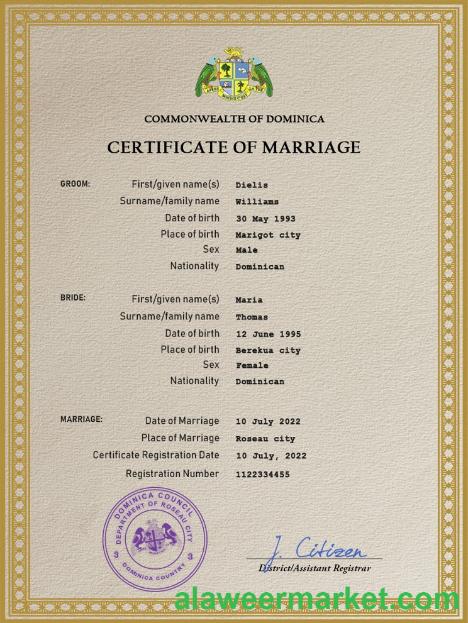 COMMONWEALTH OF DOMINICA
CERTIFICATE OF MARRIAGE
GROOM: First/given name(s) Dielis
Surname/family name Williams
Date of birth 30 May 1993
Place of birth Marigot city
Sex Male
Nationality Dominican
BRIDE: First/given name(s) Maria
Surname/family name Thomas
Date of birth 12 June 1995
Place of birth Berekua city
Sex Female
Nationality Dominican
MARRIAGE: Date of Marriage 10 July 2022
Place of Marriage Roseau city
Certificate Registration Date 10 July, 2022
Registration Number 1122334455
DOMINICA COUNCIL
DEPARTMENT OF ROSEAU CITY
3 3
DOMINICA COUNTRY
J. Citizen
District/Assistant Registrar
alaweermarket.com